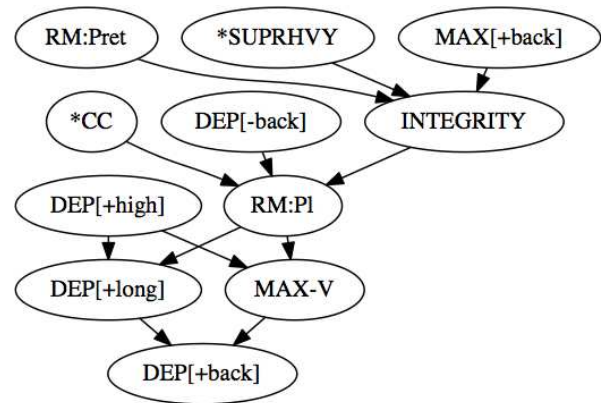 RM:Pret *SUPRHVY MAX[+back]
*CC DEP[-back] INTEGRITY
DEP[+high] RM:Pl
DEP[+long] MAX-V
DEP[+back]